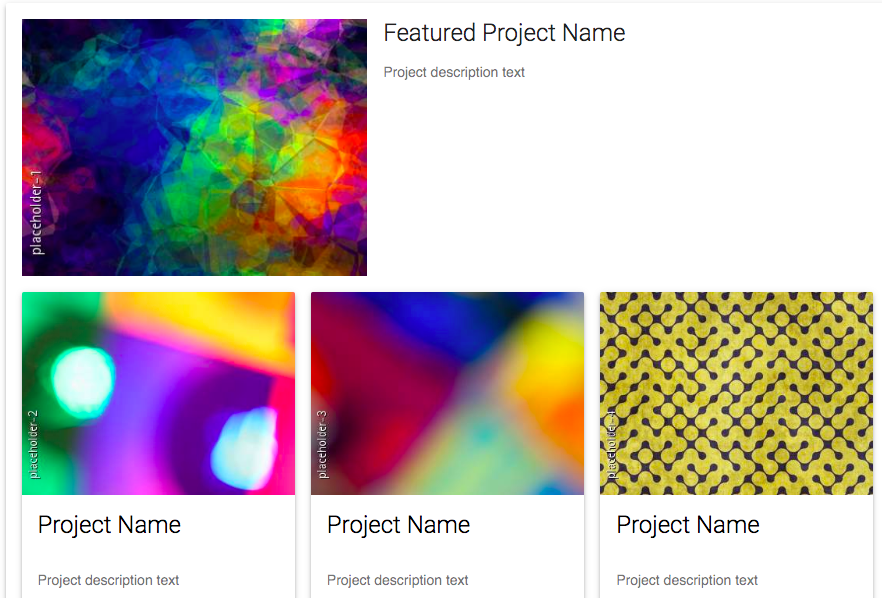 Featured Project Name
Project description text
placeholder-1
placeholder-2
placeholder-3
placeholder-4
Project Name
Project Name
Project Name
Project description text
Project description text
Project description text